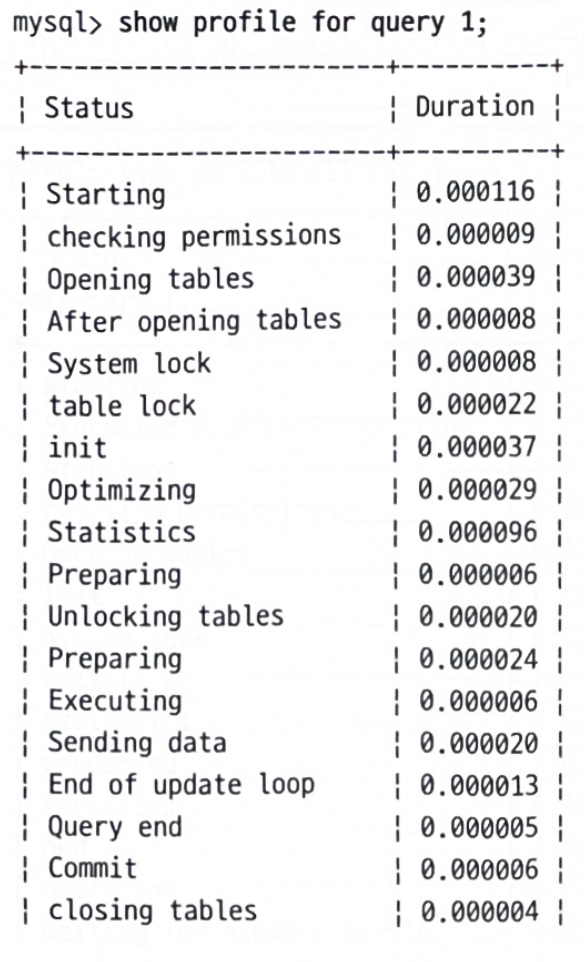 mysql> show profile for query 1;
+---------------------------+----------+
¦ Status                    ¦ Duration ¦
+---------------------------+----------+
¦ Starting                  ¦ 0.000116 ¦
¦ checking permissions      ¦ 0.000009 ¦
¦ Opening tables            ¦ 0.000039 ¦
¦ After opening tables      ¦ 0.000008 ¦
¦ System lock               ¦ 0.000008 ¦
¦ table lock                ¦ 0.000022 ¦
¦ init                      ¦ 0.000037 ¦
¦ Optimizing                ¦ 0.000029 ¦
¦ Statistics                ¦ 0.000096 ¦
¦ Preparing                 ¦ 0.000006 ¦
¦ Unlocking tables          ¦ 0.000020 ¦
¦ Preparing                 ¦ 0.000024 ¦
¦ Executing                 ¦ 0.000006 ¦
¦ Sending data              ¦ 0.000020 ¦
¦ End of update loop        ¦ 0.000013 ¦
¦ Query end                 ¦ 0.000005 ¦
¦ Commit                    ¦ 0.000006 ¦
¦ closing tables            ¦ 0.000004 ¦